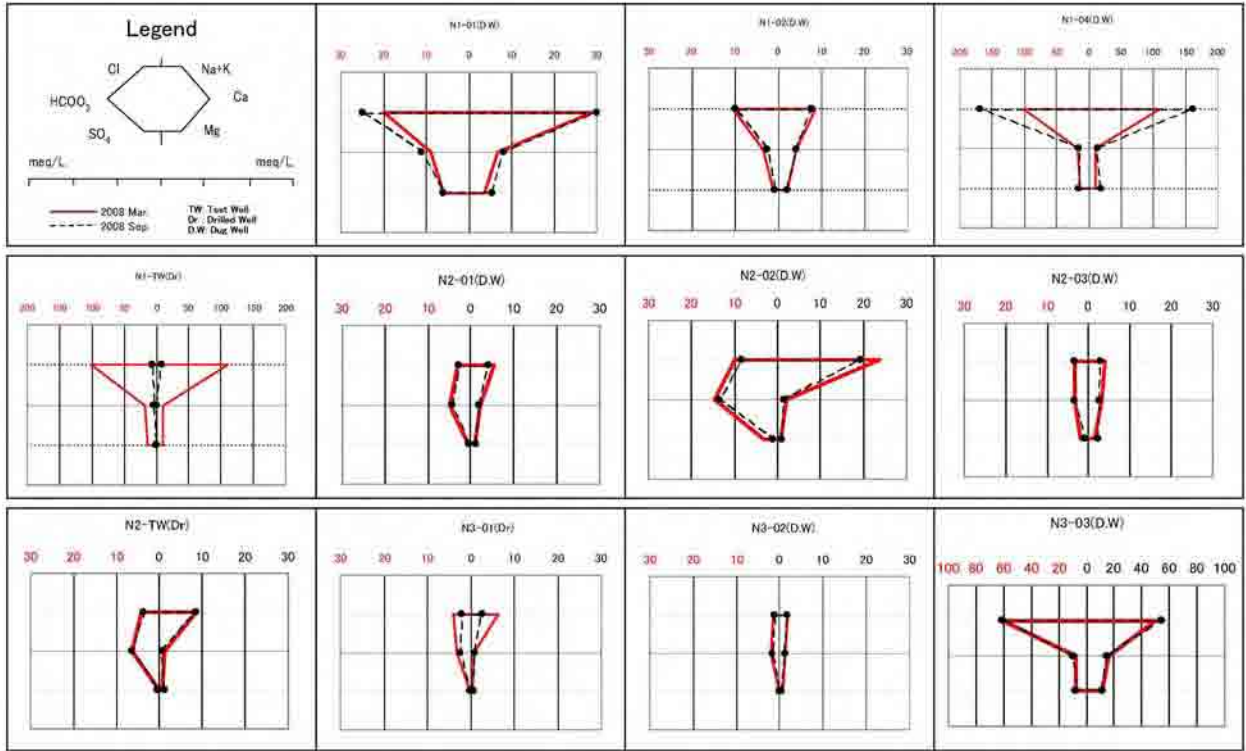 Legend
Cl Na+K
HCOO3 Ca
SO4 Mg
meq/L. meq/L.
2008 Mar. TW: Test Well
Dr : Drilled Well
2008 Sep. D.W: Dug Well
N1-01(D.W)
30 20 10 0 10 20 30
N1-02(D.W)
30 20 10 0 10 20 30
N1-04(D.W)
200 150 100 50 0 50 100 150 200
N1-TW(Dr)
200 150 100 50 0 50 100 150 200
N2-01(D.W)
30 20 10 0 10 20 30
N2-02(D.W)
30 20 10 0 10 20 30
N2-03(D.W)
30 20 10 0 10 20 30
N2-TW(Dr)
30 20 10 0 10 20 30
N3-01(Dr)
30 20 10 0 10 20 30
N3-02(D.W)
30 20 10 0 10 20 30
N3-03(D.W)
100 80 60 40 20 0 20 40 60 80 100